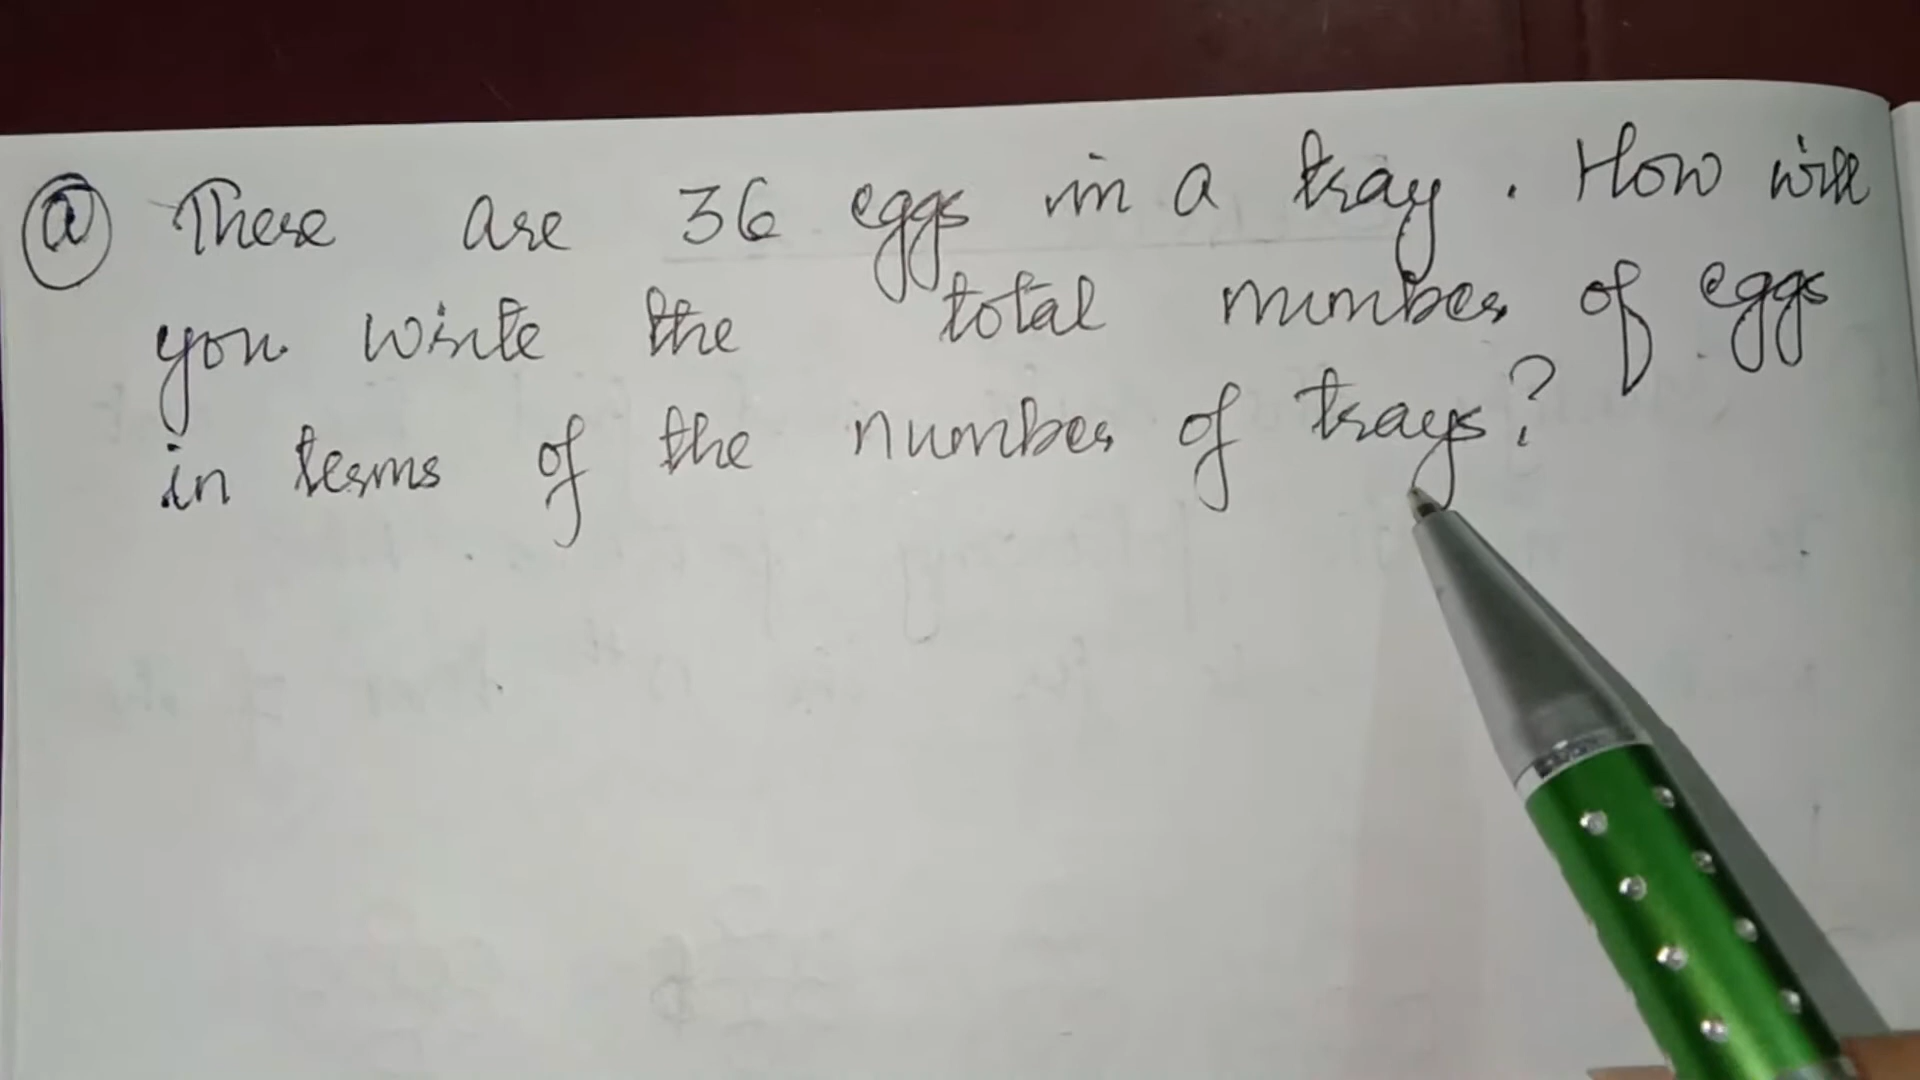 Q There are 36 eggs in a tray. How will
you write the total number of eggs
in terms of the number of trays?